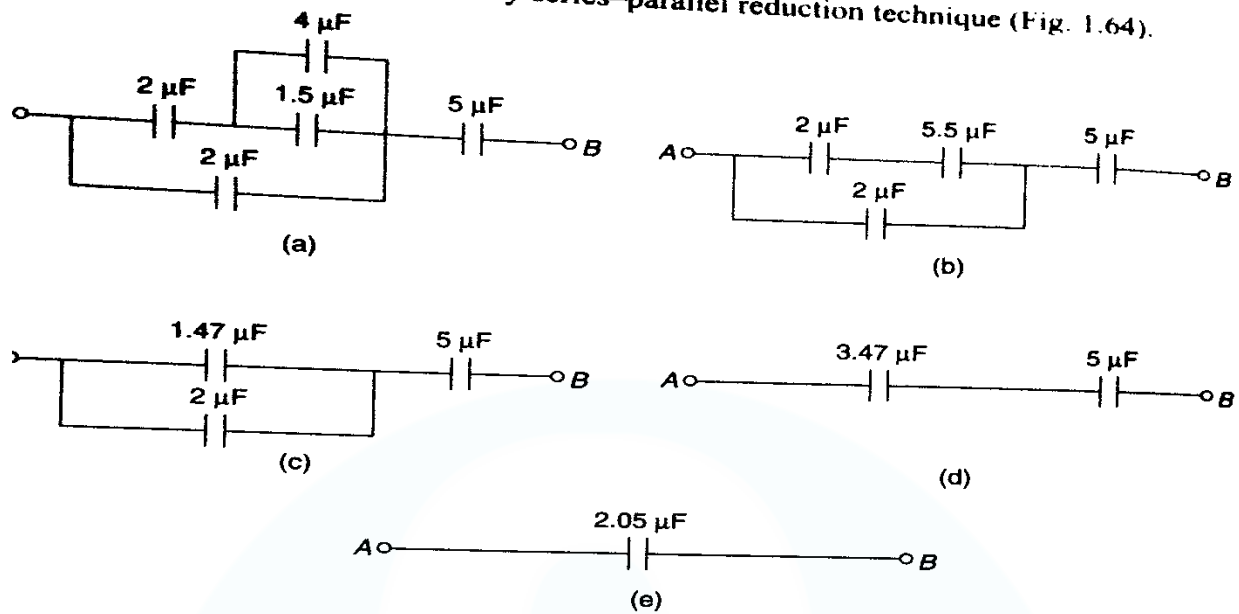 series–parallel reduction technique (Fig. 1.64).
4 μF
2 μF
1.5 μF
5 μF
B
2 μF
(a)
A
2 μF
5.5 μF
5 μF
B
2 μF
(b)
1.47 μF
5 μF
B
2 μF
(c)
A
3.47 μF
5 μF
B
(d)
2.05 μF
A
B
(e)